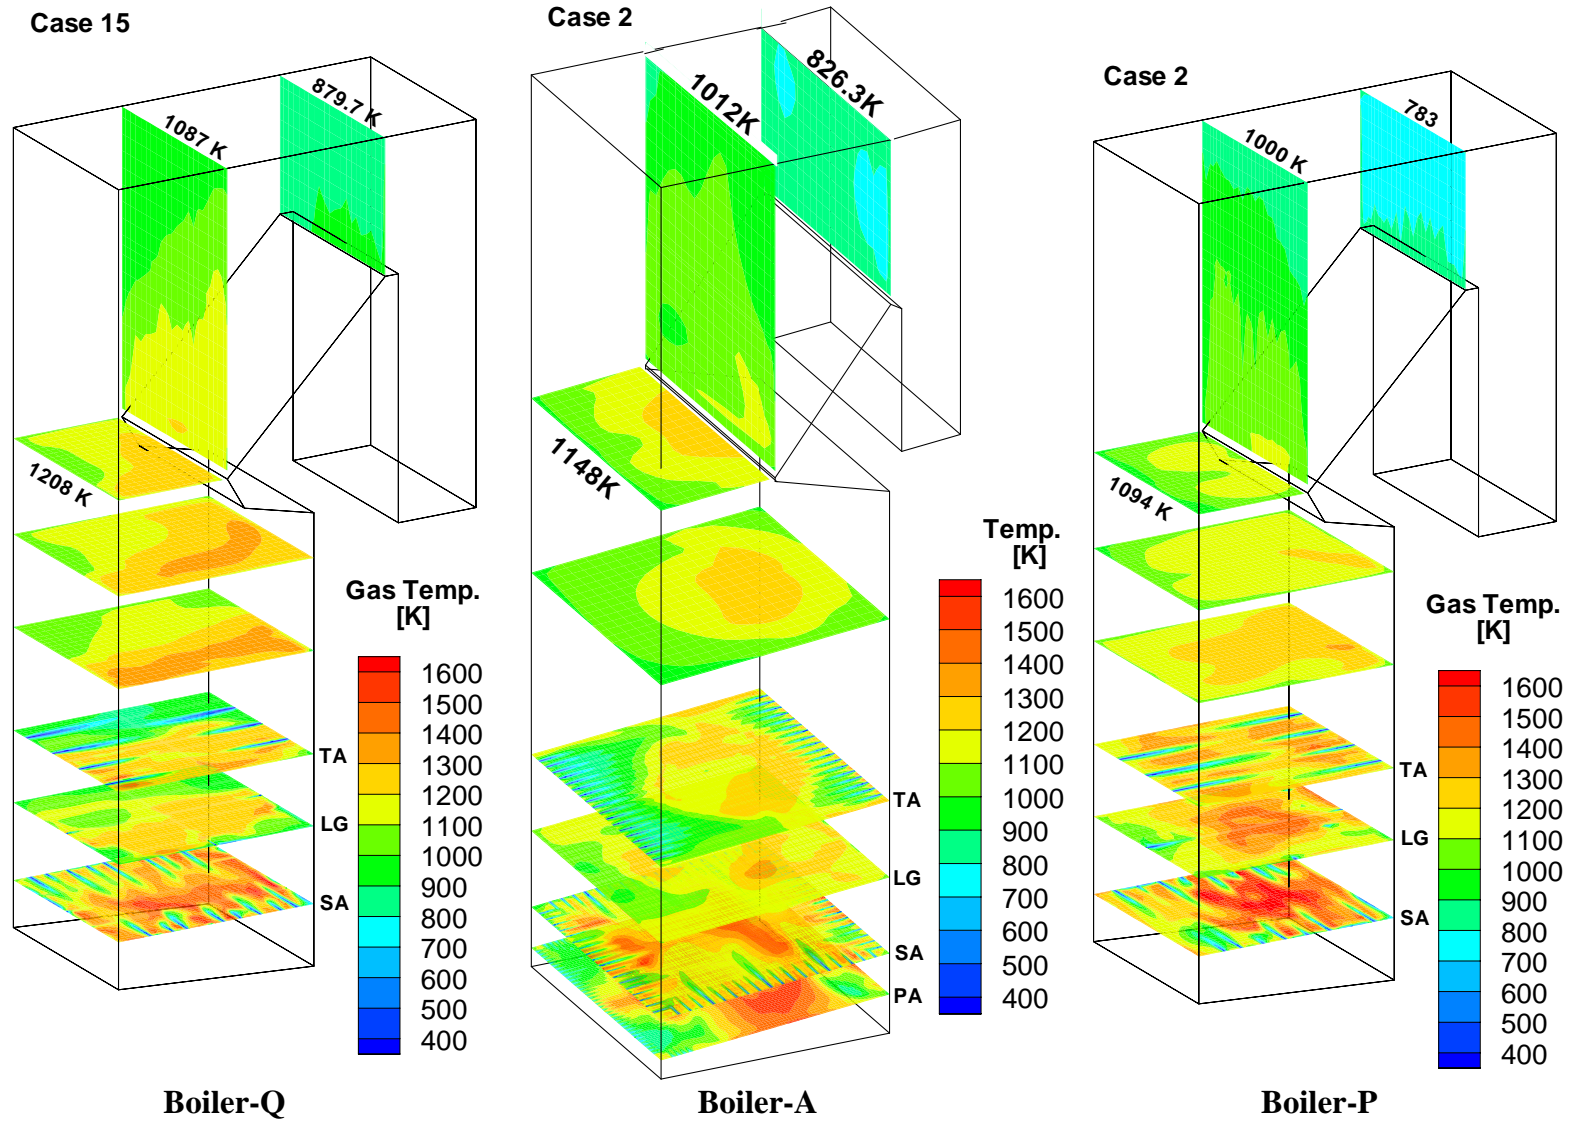 Case 15
879.7 K
1087 K
1208 K
TA
LG
SA
Gas Temp.
[K]
1600
1500
1400
1300
1200
1100
1000
900
800
700
600
500
400
Boiler-Q
Case 2
826.3K
1012K
1148K
TA
LG
SA
PA
Temp.
[K]
1600
1500
1400
1300
1200
1100
1000
900
800
700
600
500
400
Boiler-A
Case 2
783
1000 K
1094 K
TA
LG
SA
Gas Temp.
[K]
1600
1500
1400
1300
1200
1100
1000
900
800
700
600
500
400
Boiler-P